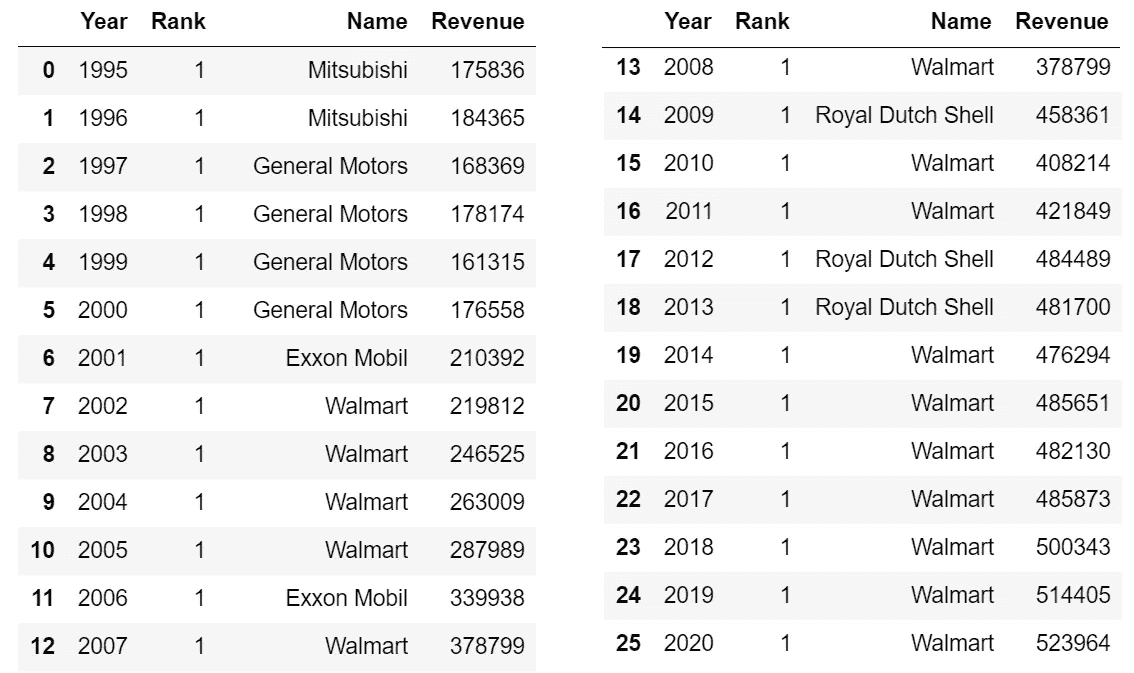 Year Rank Name Revenue
0 1995 1 Mitsubishi 175836
1 1996 1 Mitsubishi 184365
2 1997 1 General Motors 168369
3 1998 1 General Motors 178174
4 1999 1 General Motors 161315
5 2000 1 General Motors 176558
6 2001 1 Exxon Mobil 210392
7 2002 1 Walmart 219812
8 2003 1 Walmart 246525
9 2004 1 Walmart 263009
10 2005 1 Walmart 287989
11 2006 1 Exxon Mobil 339938
12 2007 1 Walmart 378799
Year Rank Name Revenue
13 2008 1 Walmart 378799
14 2009 1 Royal Dutch Shell 458361
15 2010 1 Walmart 408214
16 2011 1 Walmart 421849
17 2012 1 Royal Dutch Shell 484489
18 2013 1 Royal Dutch Shell 481700
19 2014 1 Walmart 476294
20 2015 1 Walmart 485651
21 2016 1 Walmart 482130
22 2017 1 Walmart 485873
23 2018 1 Walmart 500343
24 2019 1 Walmart 514405
25 2020 1 Walmart 523964